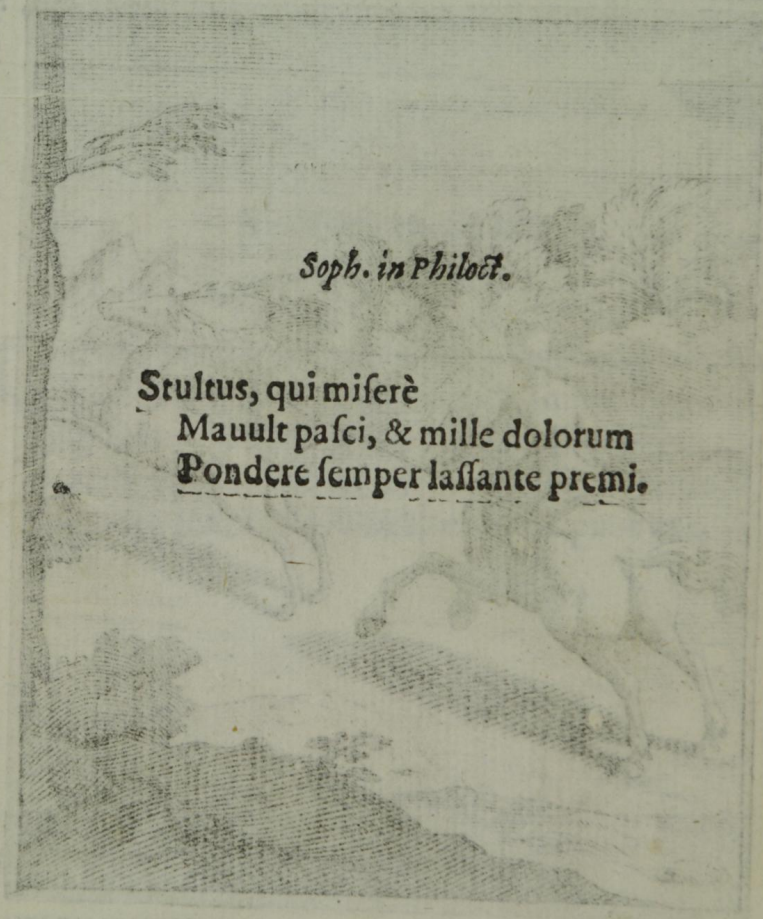 Soph. in Philoct.
Stultus, qui miſerè
Mauult paſci, & mille dolorum
Pondere ſemper laſſante premi.